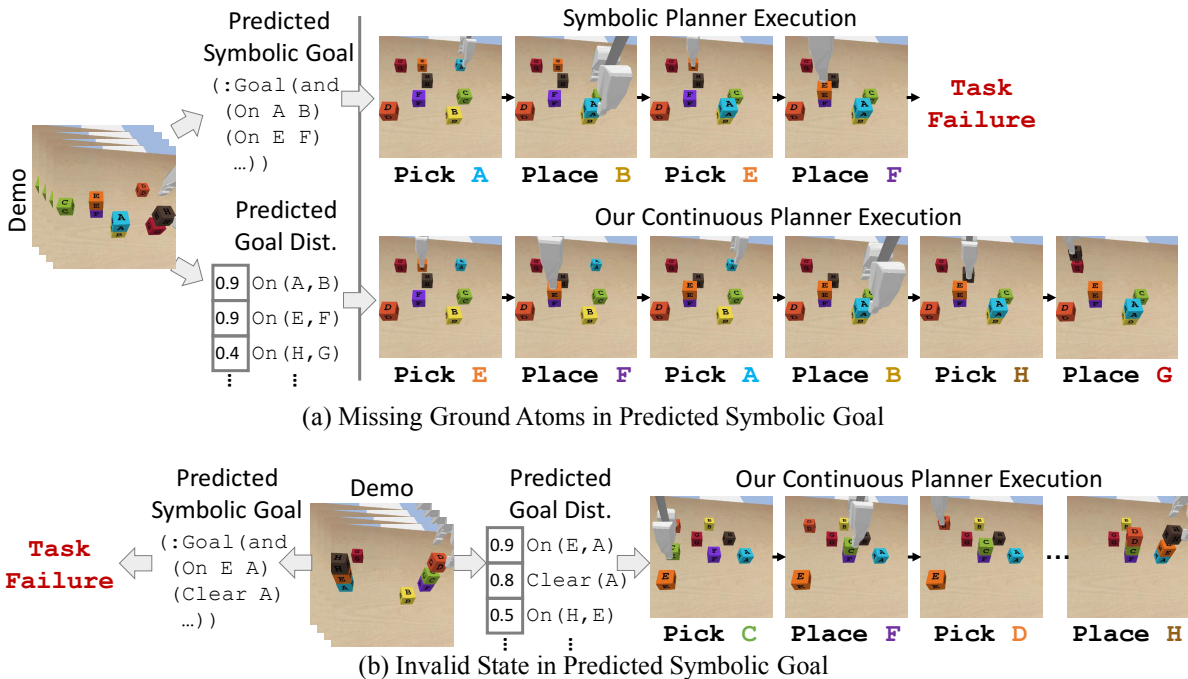 Symbolic Planner Execution
Predicted
Symbolic Goal
(:Goal(and
(On A B)
(On E F)
…))
Task
Failure
Pick A
Place B
Pick E
Place F
Demo
Predicted
Goal Dist.
0.9 On(A,B)
0.9 On(E,F)
0.4 On(H,G)
Our Continuous Planner Execution
Pick E
Place F
Pick A
Place B
Pick H
Place G
(a) Missing Ground Atoms in Predicted Symbolic Goal
Task
Failure
Predicted
Symbolic Goal
(:Goal(and
(On E A)
(Clear A)
…))
Demo
Predicted
Goal Dist.
0.9 On(E,A)
0.8 Clear(A)
0.5 On(H,E)
Our Continuous Planner Execution
Pick C
Place F
Pick D
Place H
(b) Invalid State in Predicted Symbolic Goal